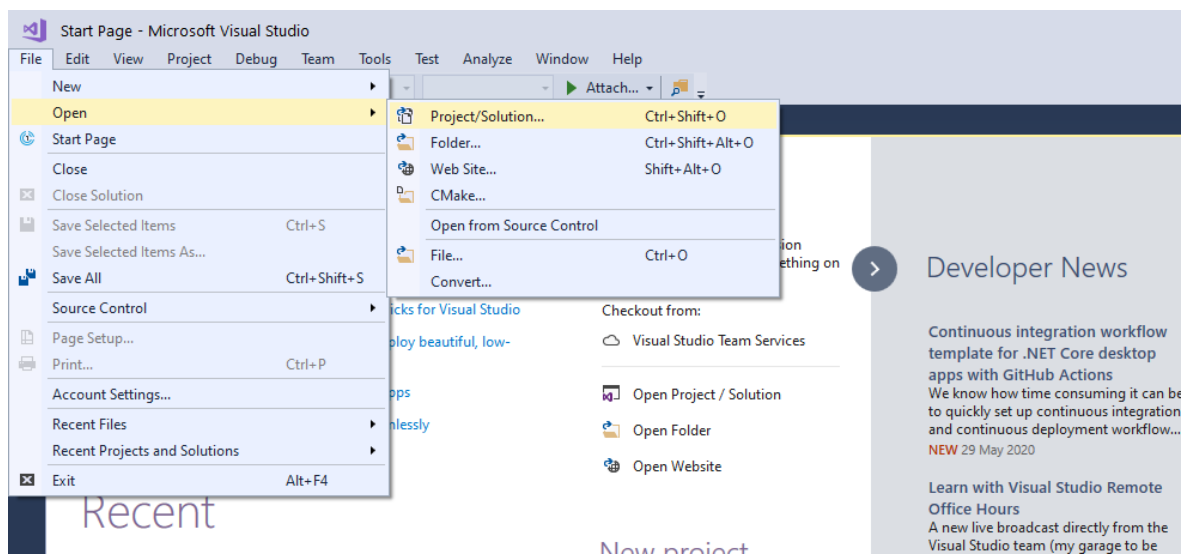 Start Page - Microsoft Visual Studio
File Edit View Project Debug Team Tools Test Analyze Window Help
Attach...
New
Open
Start Page
Close
Close Solution
Save Selected Items Ctrl+S
Save Selected Items As...
Save All Ctrl+Shift+S
Source Control
Page Setup...
Print... Ctrl+P
Account Settings...
Recent Files
Recent Projects and Solutions
Exit Alt+F4
Project/Solution... Ctrl+Shift+O
Folder... Ctrl+Shift+Alt+O
Web Site... Shift+Alt+O
CMake...
Open from Source Control
File... Ctrl+O
Convert...
for Visual Studio
beautiful, low-
Recent
on
Checkout from:
Visual Studio Team Services
Open Project / Solution
Open Folder
Open Website
New project
Developer News
Continuous integration workflow
template for .NET Core desktop
apps with GitHub Actions
We know how time consuming it can be
to quickly set up continuous integration
and continuous deployment workflow...
NEW 29 May 2020
Learn with Visual Studio Remote
Office Hours
A new live broadcast directly from the
Visual Studio team (my garage to be